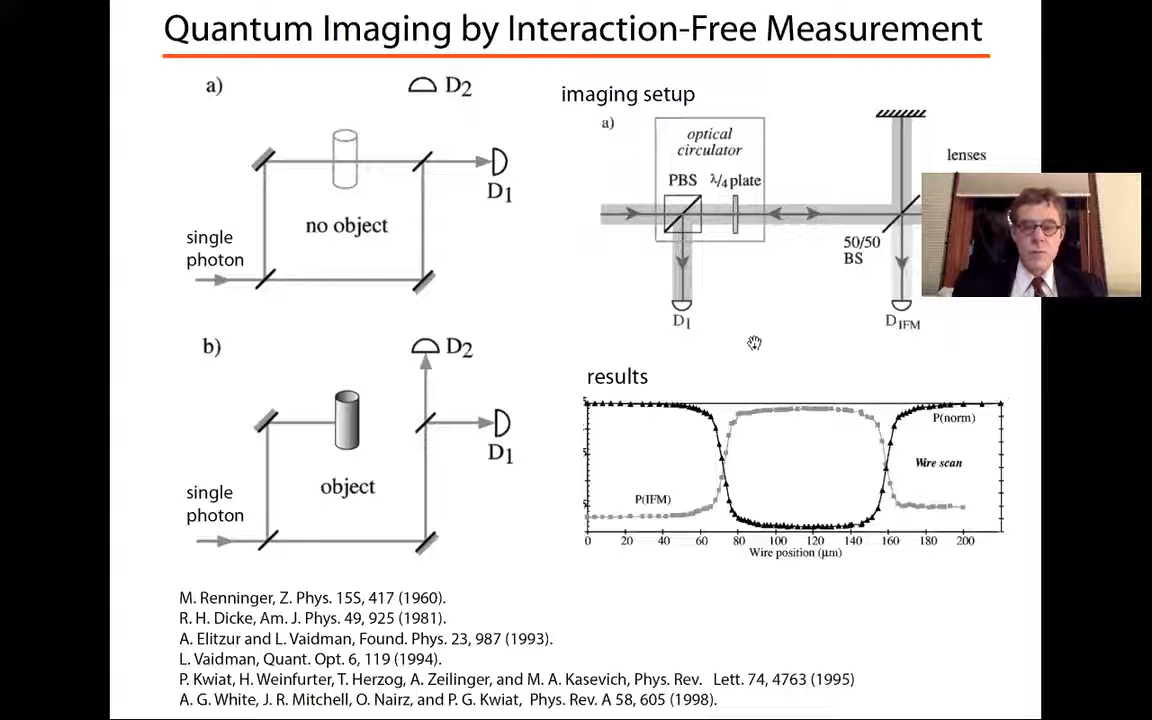 Quantum Imaging by Interaction-Free Measurement
a)
D2
D1
no object
single
photon
b)
D2
D1
object
single
photon
imaging setup
a)
optical
circulator
PBS λ/4 plate
lenses
50/50
BS
D1
DIFM
results
P(norm)
Wire scan
P(IFM)
0 20 40 60 80 100 120 140 160 180 200
Wire position (μm)
M. Renninger, Z. Phys. 15S, 417 (1960).
R. H. Dicke, Am. J. Phys. 49, 925 (1981).
A. Elitzur and L. Vaidman, Found. Phys. 23, 987 (1993).
L. Vaidman, Quant. Opt. 6, 119 (1994).
P. Kwiat, H. Weinfurter, T. Herzog, A. Zeilinger, and M. A. Kasevich, Phys. Rev. Lett. 74, 4763 (1995)
A. G. White, J. R. Mitchell, O. Nairz, and P. G. Kwiat, Phys. Rev. A 58, 605 (1998).